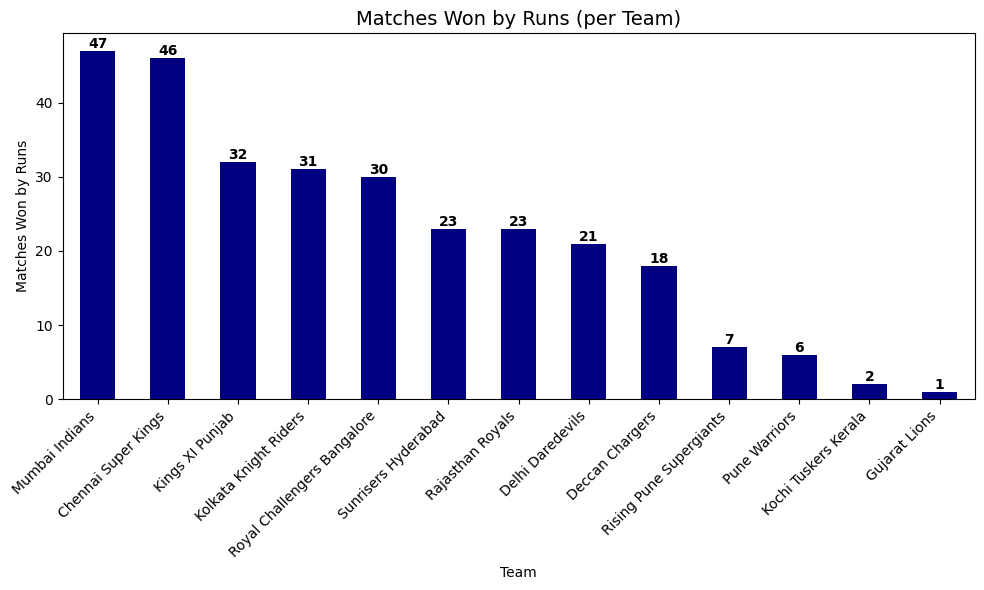 Matches Won by Runs (per Team)
47
46
32
31
30
23
23
21
18
7
6
2
1
40
30
20
10
0
Matches Won by Runs
Mumbai Indians
Chennai Super Kings
Kings XI Punjab
Kolkata Knight Riders
Royal Challengers Bangalore
Sunrisers Hyderabad
Rajasthan Royals
Delhi Daredevils
Deccan Chargers
Rising Pune Supergiants
Pune Warriors
Kochi Tuskers Kerala
Gujarat Lions
Team